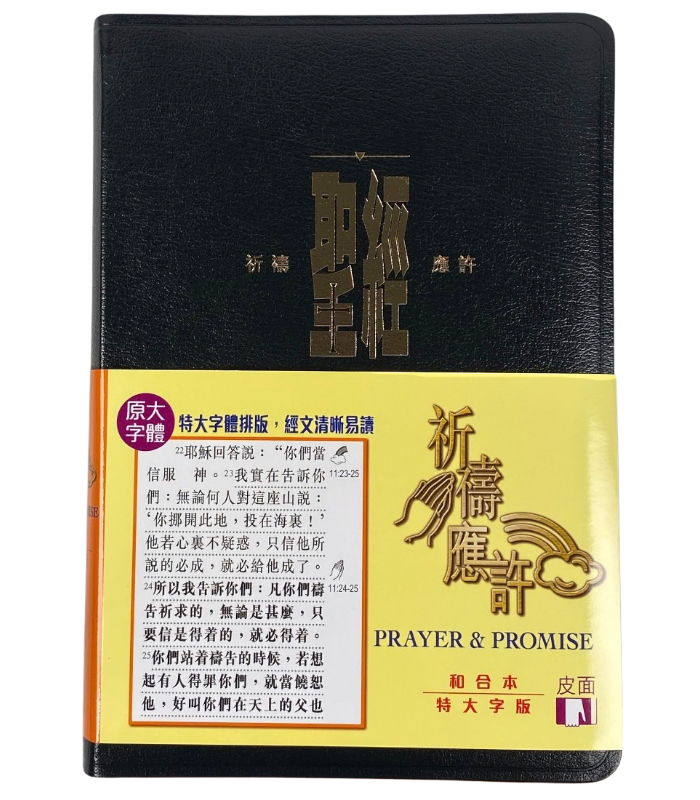 聖經
祈禱 應許
原大
字體
特大字體排版，經文清晰易讀
22耶穌回答說：“你們當
信服　神。23我實在告訴你
11:23-25
們：無論何人對這座山說：
‘你挪開此地，投在海裏！’
他若心裏不疑惑，只信他所
說的必成，就必給他成了。
24所以我告訴你們：凡你們禱
11:24-25
告祈求的，無論是甚麼，只
要信是得着的，就必得着。
25你們站着禱告的時候，若想
起有人得罪你們，就當饒恕
他，好叫你們在天上的父也
祈禱應許
PRAYER & PROMISE
和合本
特大字版
皮面